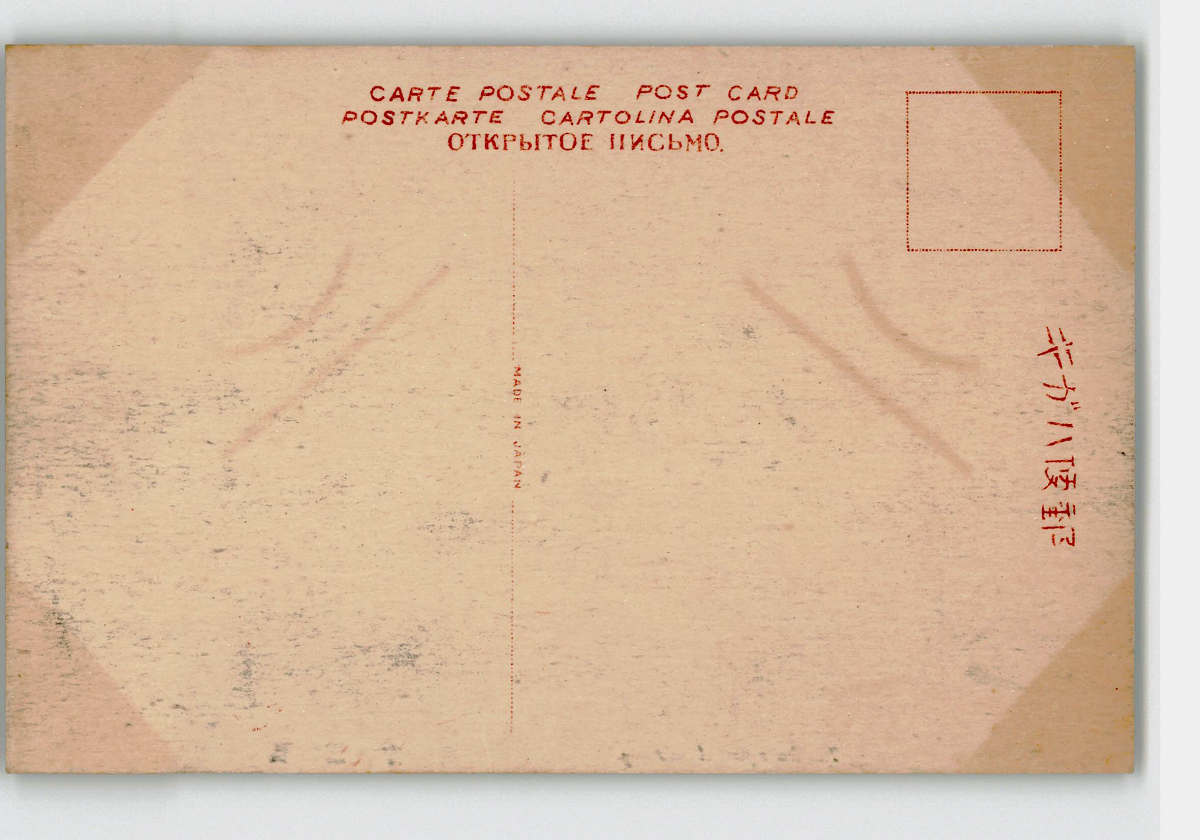 CARTE POSTALE POST CARD
POSTKARTE CARTOLINA POSTALE
ОТКРЫТОЕ ПИСЬМО.
MADE IN JAPAN
郵便ハガキ